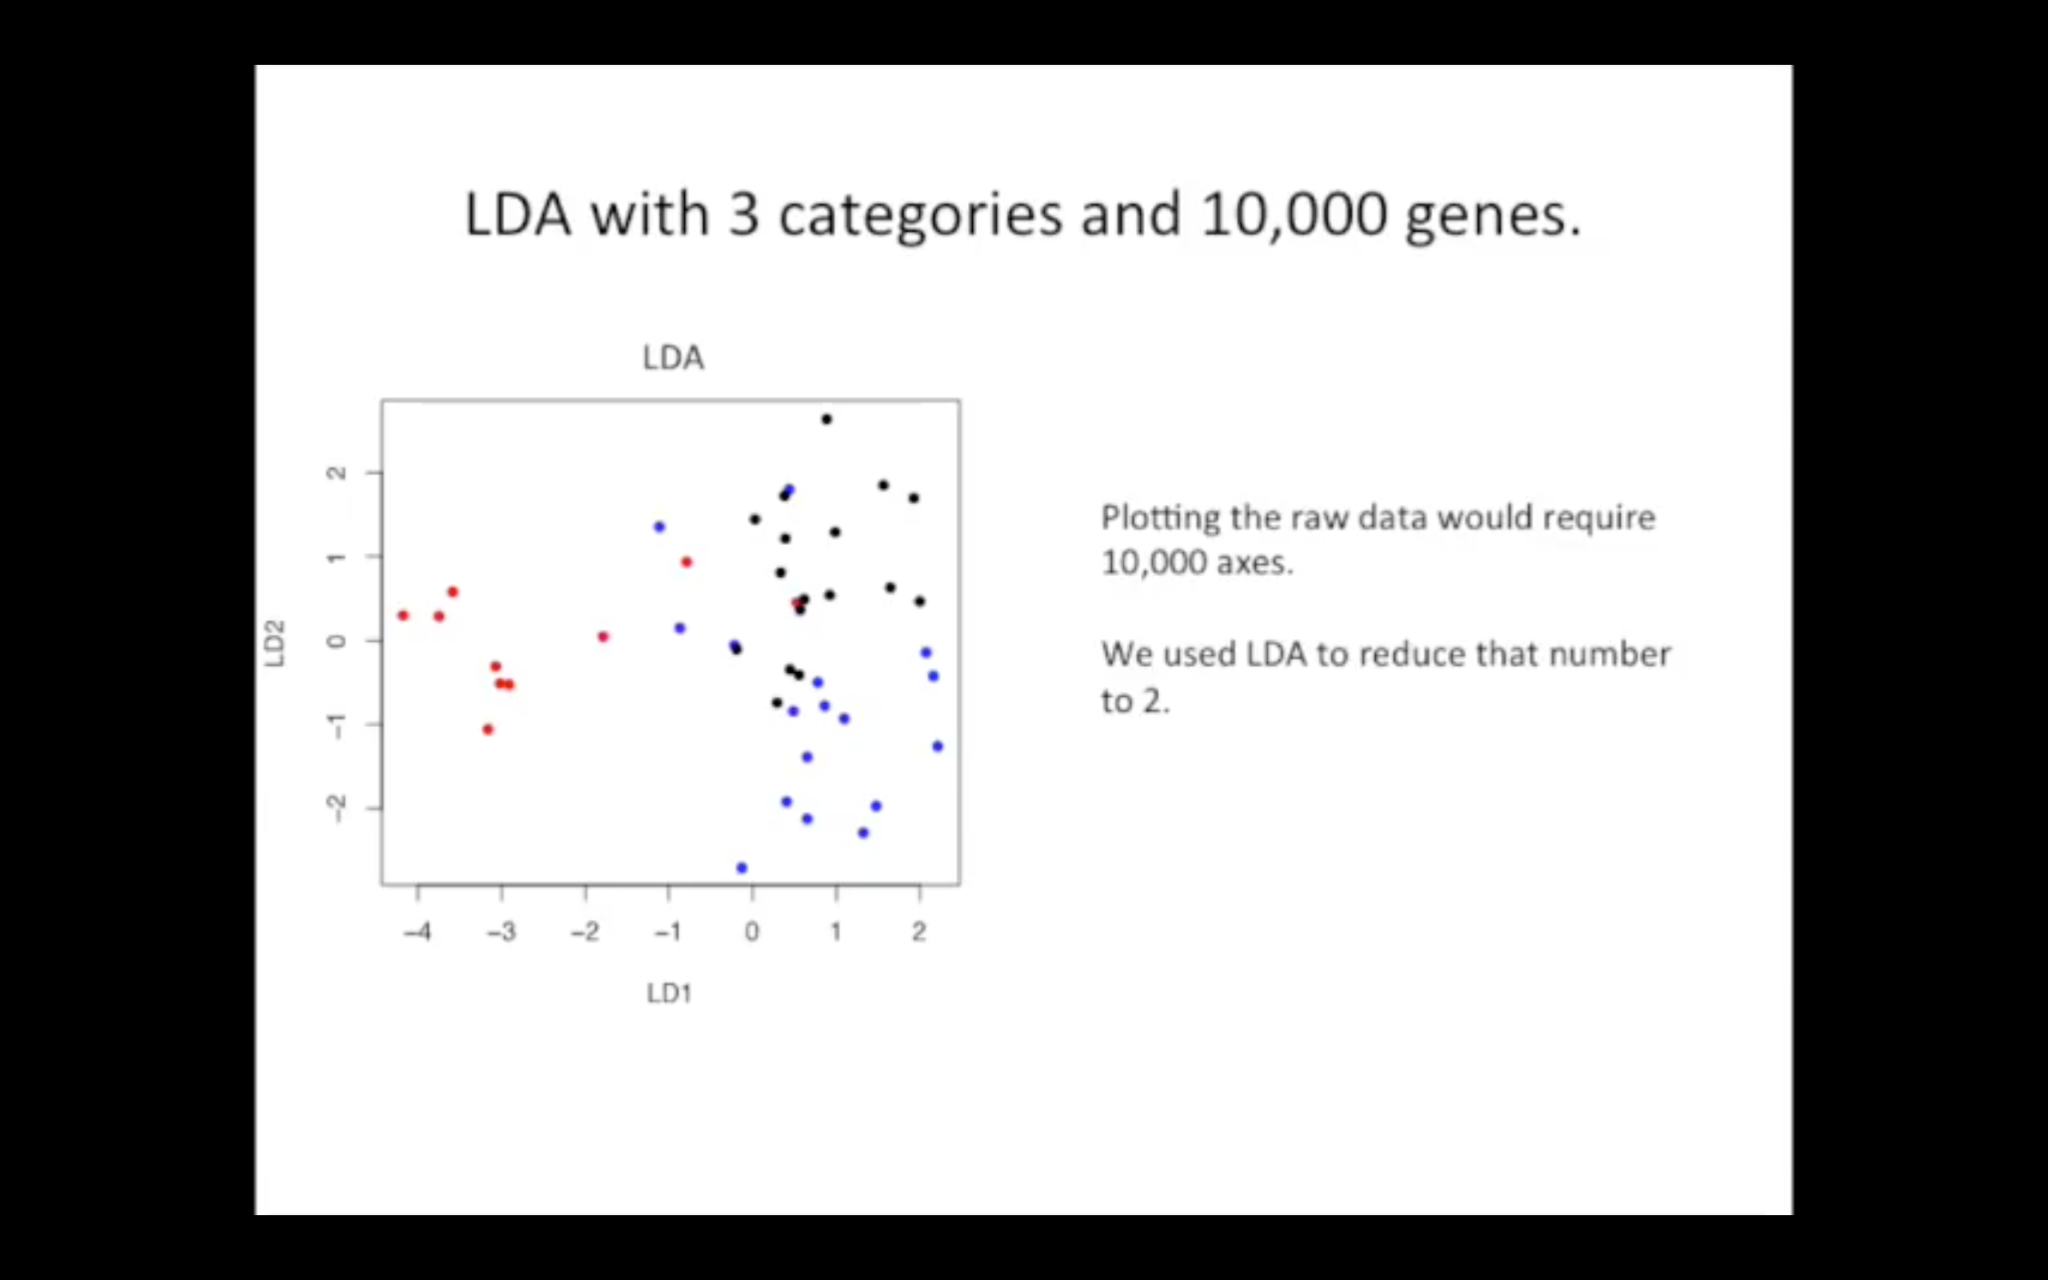 LDA with 3 categories and 10,000 genes.
LDA
2
1
0
−1
−2
LD2
−4 −3 −2 −1 0 1 2
LD1
Plotting the raw data would require
10,000 axes.
We used LDA to reduce that number
to 2.